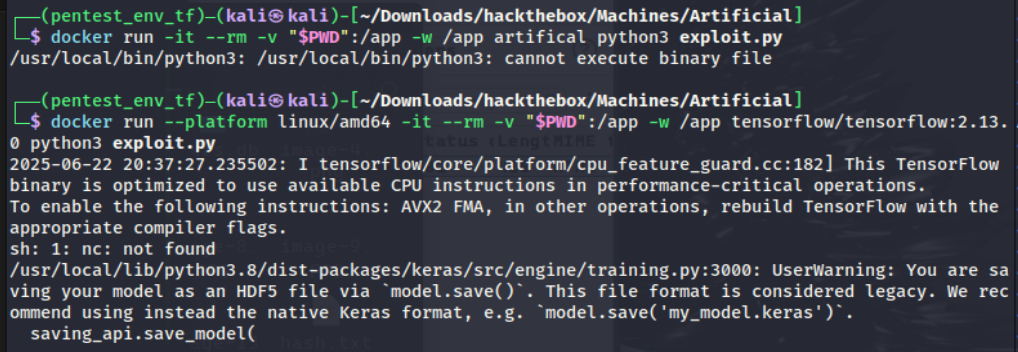 ┌──(pentest_env_tf)─(kali㉿kali)-[~/Downloads/hackthebox/Machines/Artificial]
└─$ docker run -it --rm -v "$PWD":/app -w /app artifical python3 exploit.py
/usr/local/bin/python3: /usr/local/bin/python3: cannot execute binary file
┌──(pentest_env_tf)─(kali㉿kali)-[~/Downloads/hackthebox/Machines/Artificial]
└─$ docker run --platform linux/amd64 -it --rm -v "$PWD":/app -w /app tensorflow/tensorflow:2.13.
0 python3 exploit.py
2025-06-22 20:37:27.235502: I tensorflow/core/platform/cpu_feature_guard.cc:182] This TensorFlow
binary is optimized to use available CPU instructions in performance-critical operations.
To enable the following instructions: AVX2 FMA, in other operations, rebuild TensorFlow with the
appropriate compiler flags.
sh: 1: nc: not found
/usr/local/lib/python3.8/dist-packages/keras/src/engine/training.py:3000: UserWarning: You are sa
ving your model as an HDF5 file via `model.save()`. This file format is considered legacy. We rec
ommend using instead the native Keras format, e.g. `model.save('my_model.keras')`.
  saving_api.save_model(
hash.txt